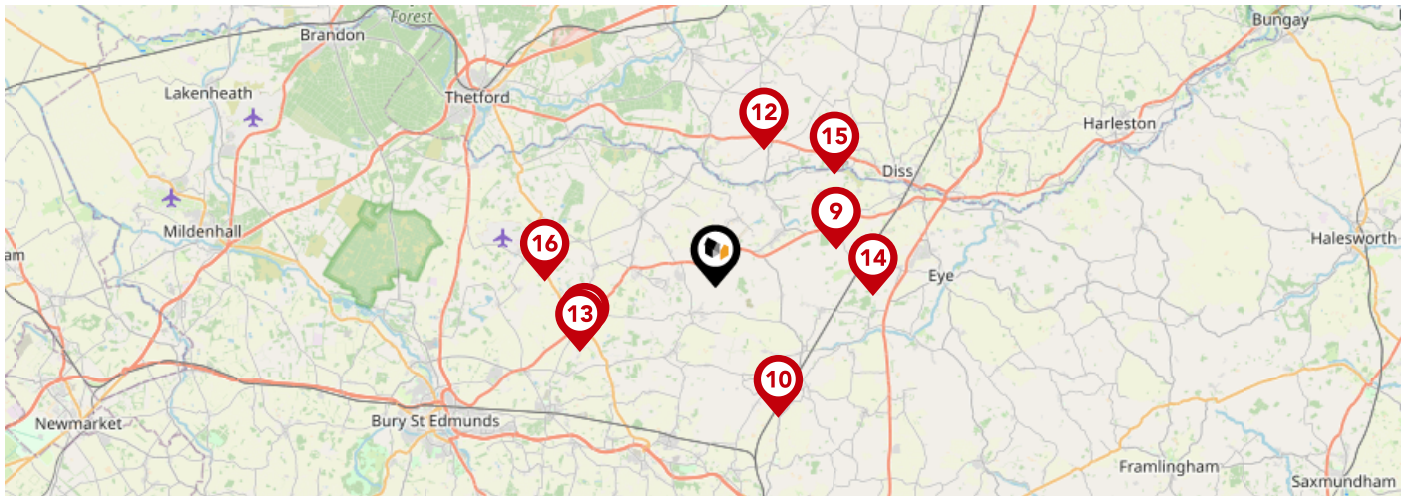 Forest
Brandon
Bungay
Lakenheath
Thetford
12
15
Harleston
Diss
Mildenhall
16
9
Halesworth
am
14
Eye
13
10
Newmarket
Bury St Edmunds
Framlingham
Saxmundham